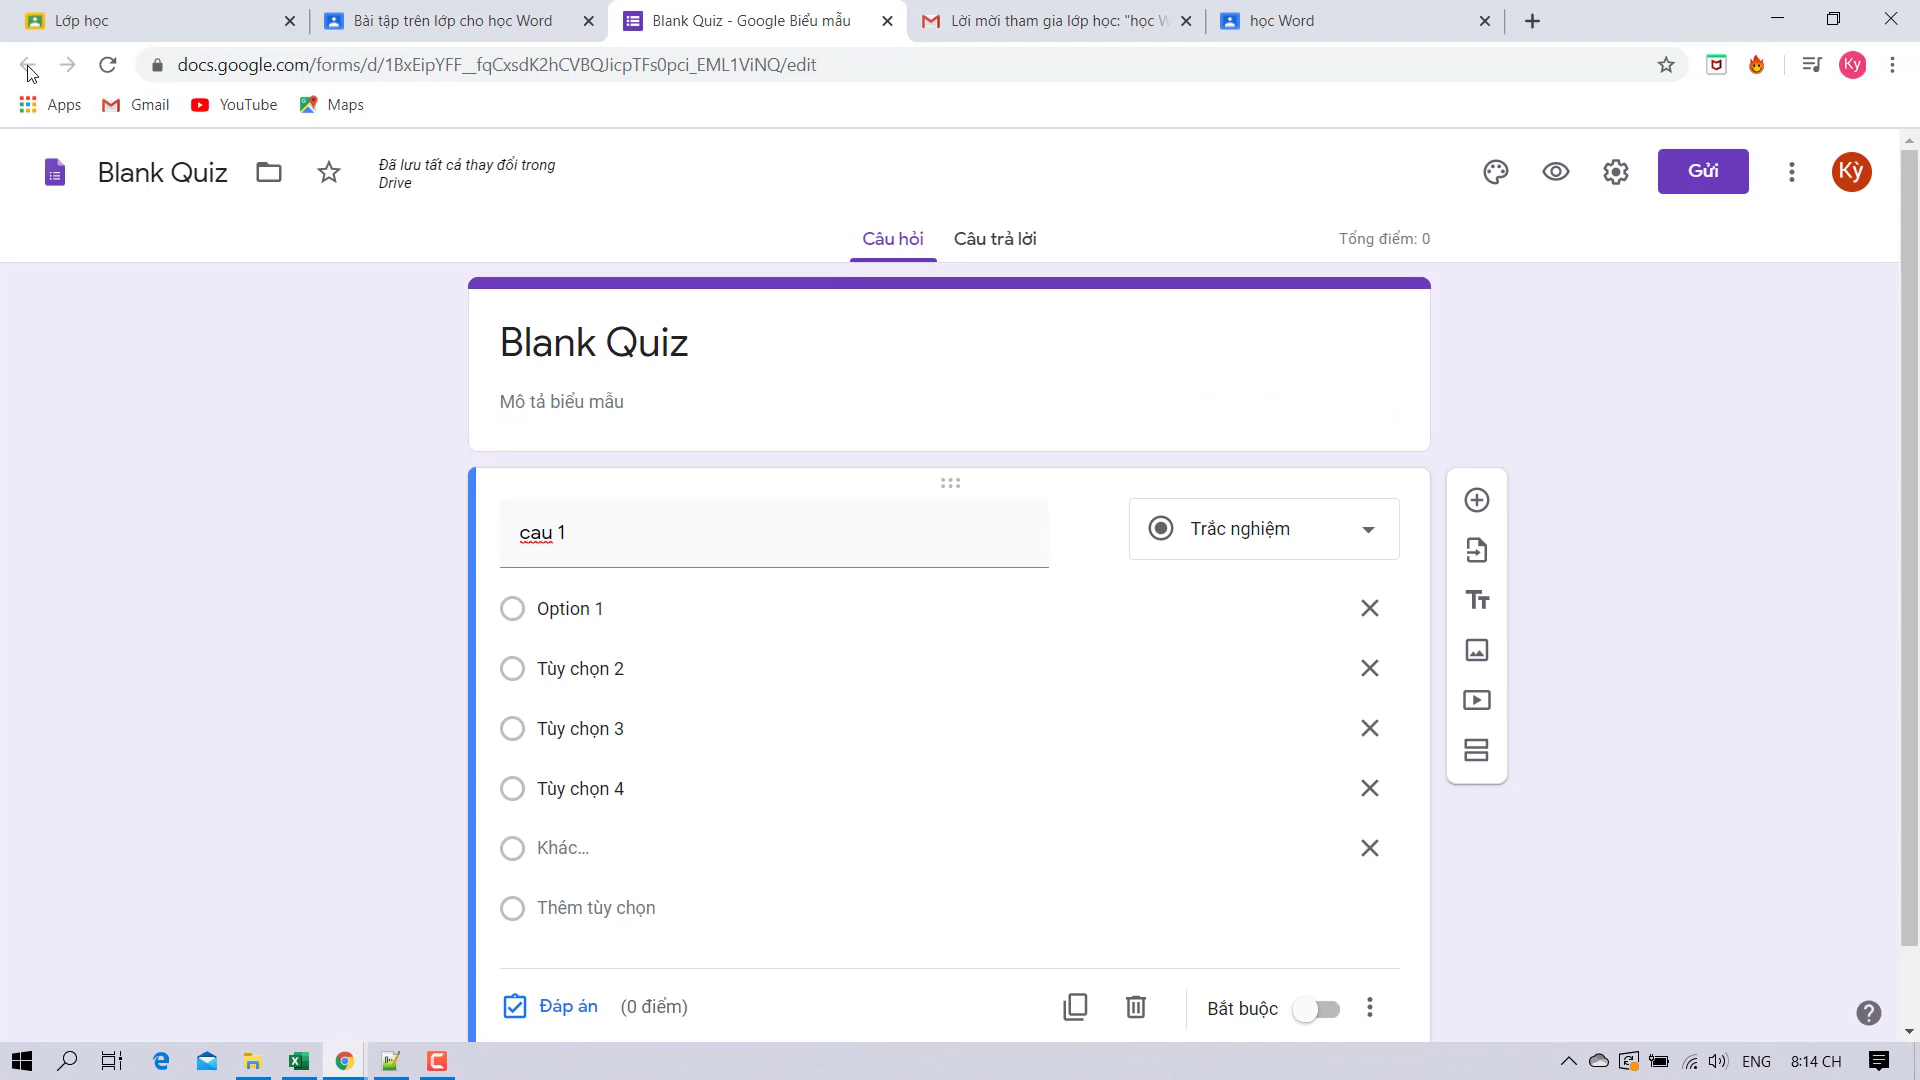 Lớp học
Bài tập trên lớp cho học Word
Blank Quiz - Google Biểu mẫu
Lời mời tham gia lớp học: "học W
học Word
docs.google.com/forms/d/1BxEipYFF__fqCxsdK2hCVBQJicpTFs0pci_EML1ViNQ/edit
Ky
Apps
Gmail
YouTube
Maps
Blank Quiz
Đã lưu tất cả thay đổi trong
Drive
Gửi
Kỳ
Câu hỏi
Câu trả lời
Tổng điểm: 0
Blank Quiz
Mô tả biểu mẫu
cau 1
Trắc nghiệm
Option 1
Tùy chọn 2
Tùy chọn 3
Tùy chọn 4
Khác...
Thêm tùy chọn
Đáp án
(0 điểm)
Bắt buộc
ENG
8:14 CH